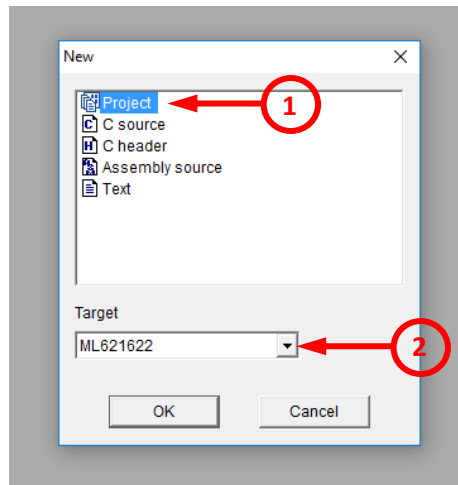 New
Project
1
C source
C header
Assembly source
Text
Target
ML621622
2
OK Cancel